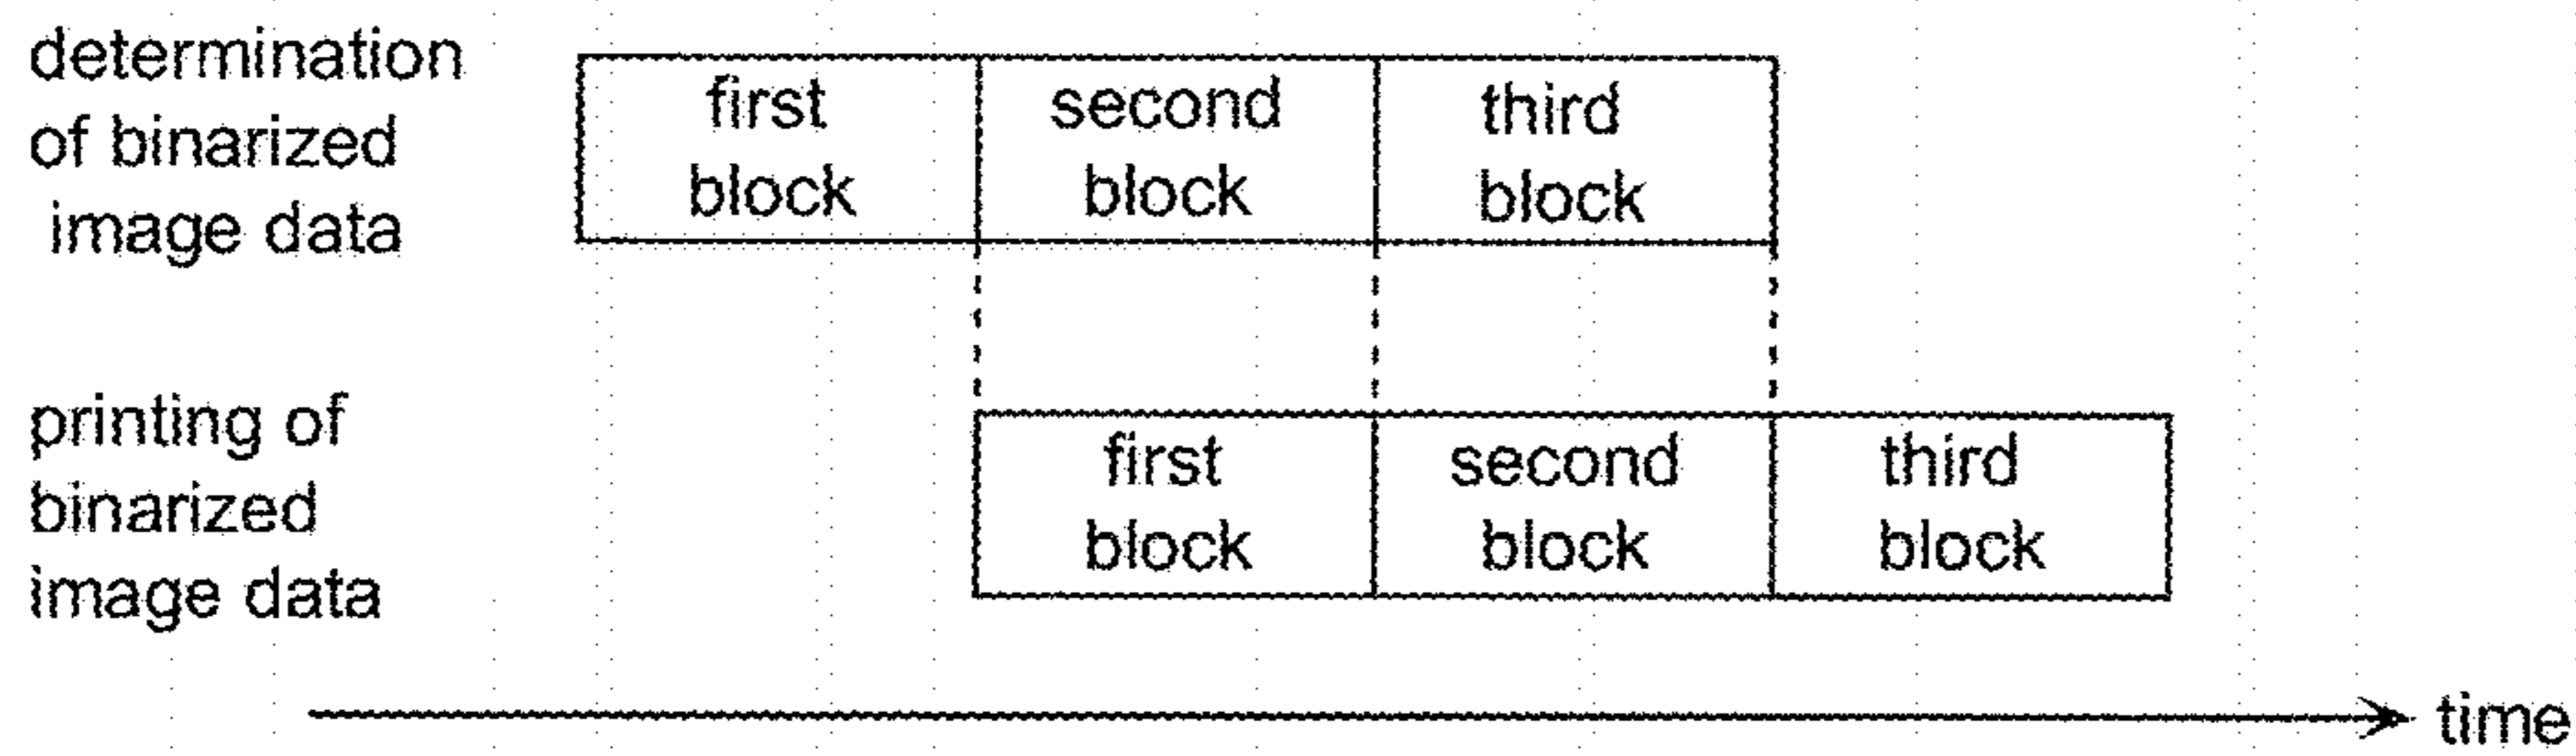 determination
of binarized
image data
first
block
second
block
third
block
printing of
binarized
image data
first
block
second
block
third
block
time